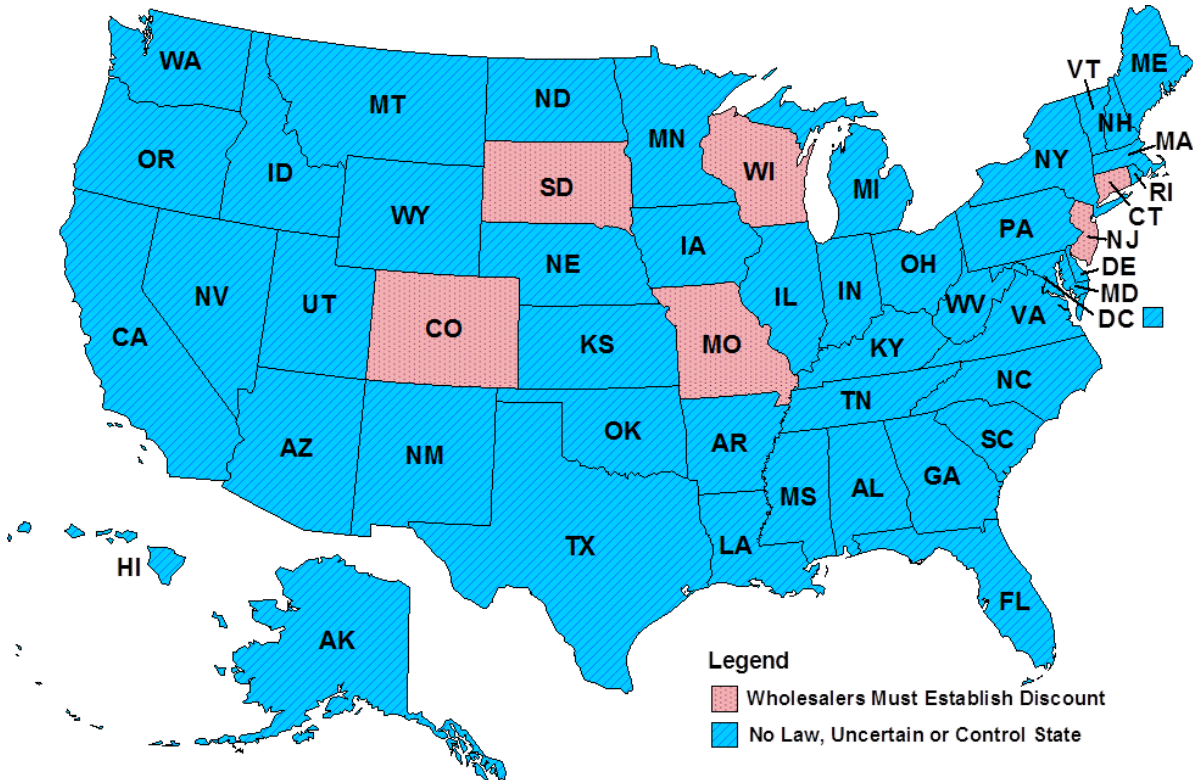 WA
MT
ND
MN
VT
ME
NH
MA
OR
ID
SD
WI
MI
NY
RI
CT
WY
IA
PA
NJ
NE
OH
DE
NV
UT
IL
IN
MD
WV
VA
DC
CA
CO
KS
MO
KY
NC
TN
AZ
NM
OK
AR
SC
MS
AL
GA
TX
LA
HI
FL
AK
Legend
Wholesalers Must Establish Discount
No Law, Uncertain or Control State